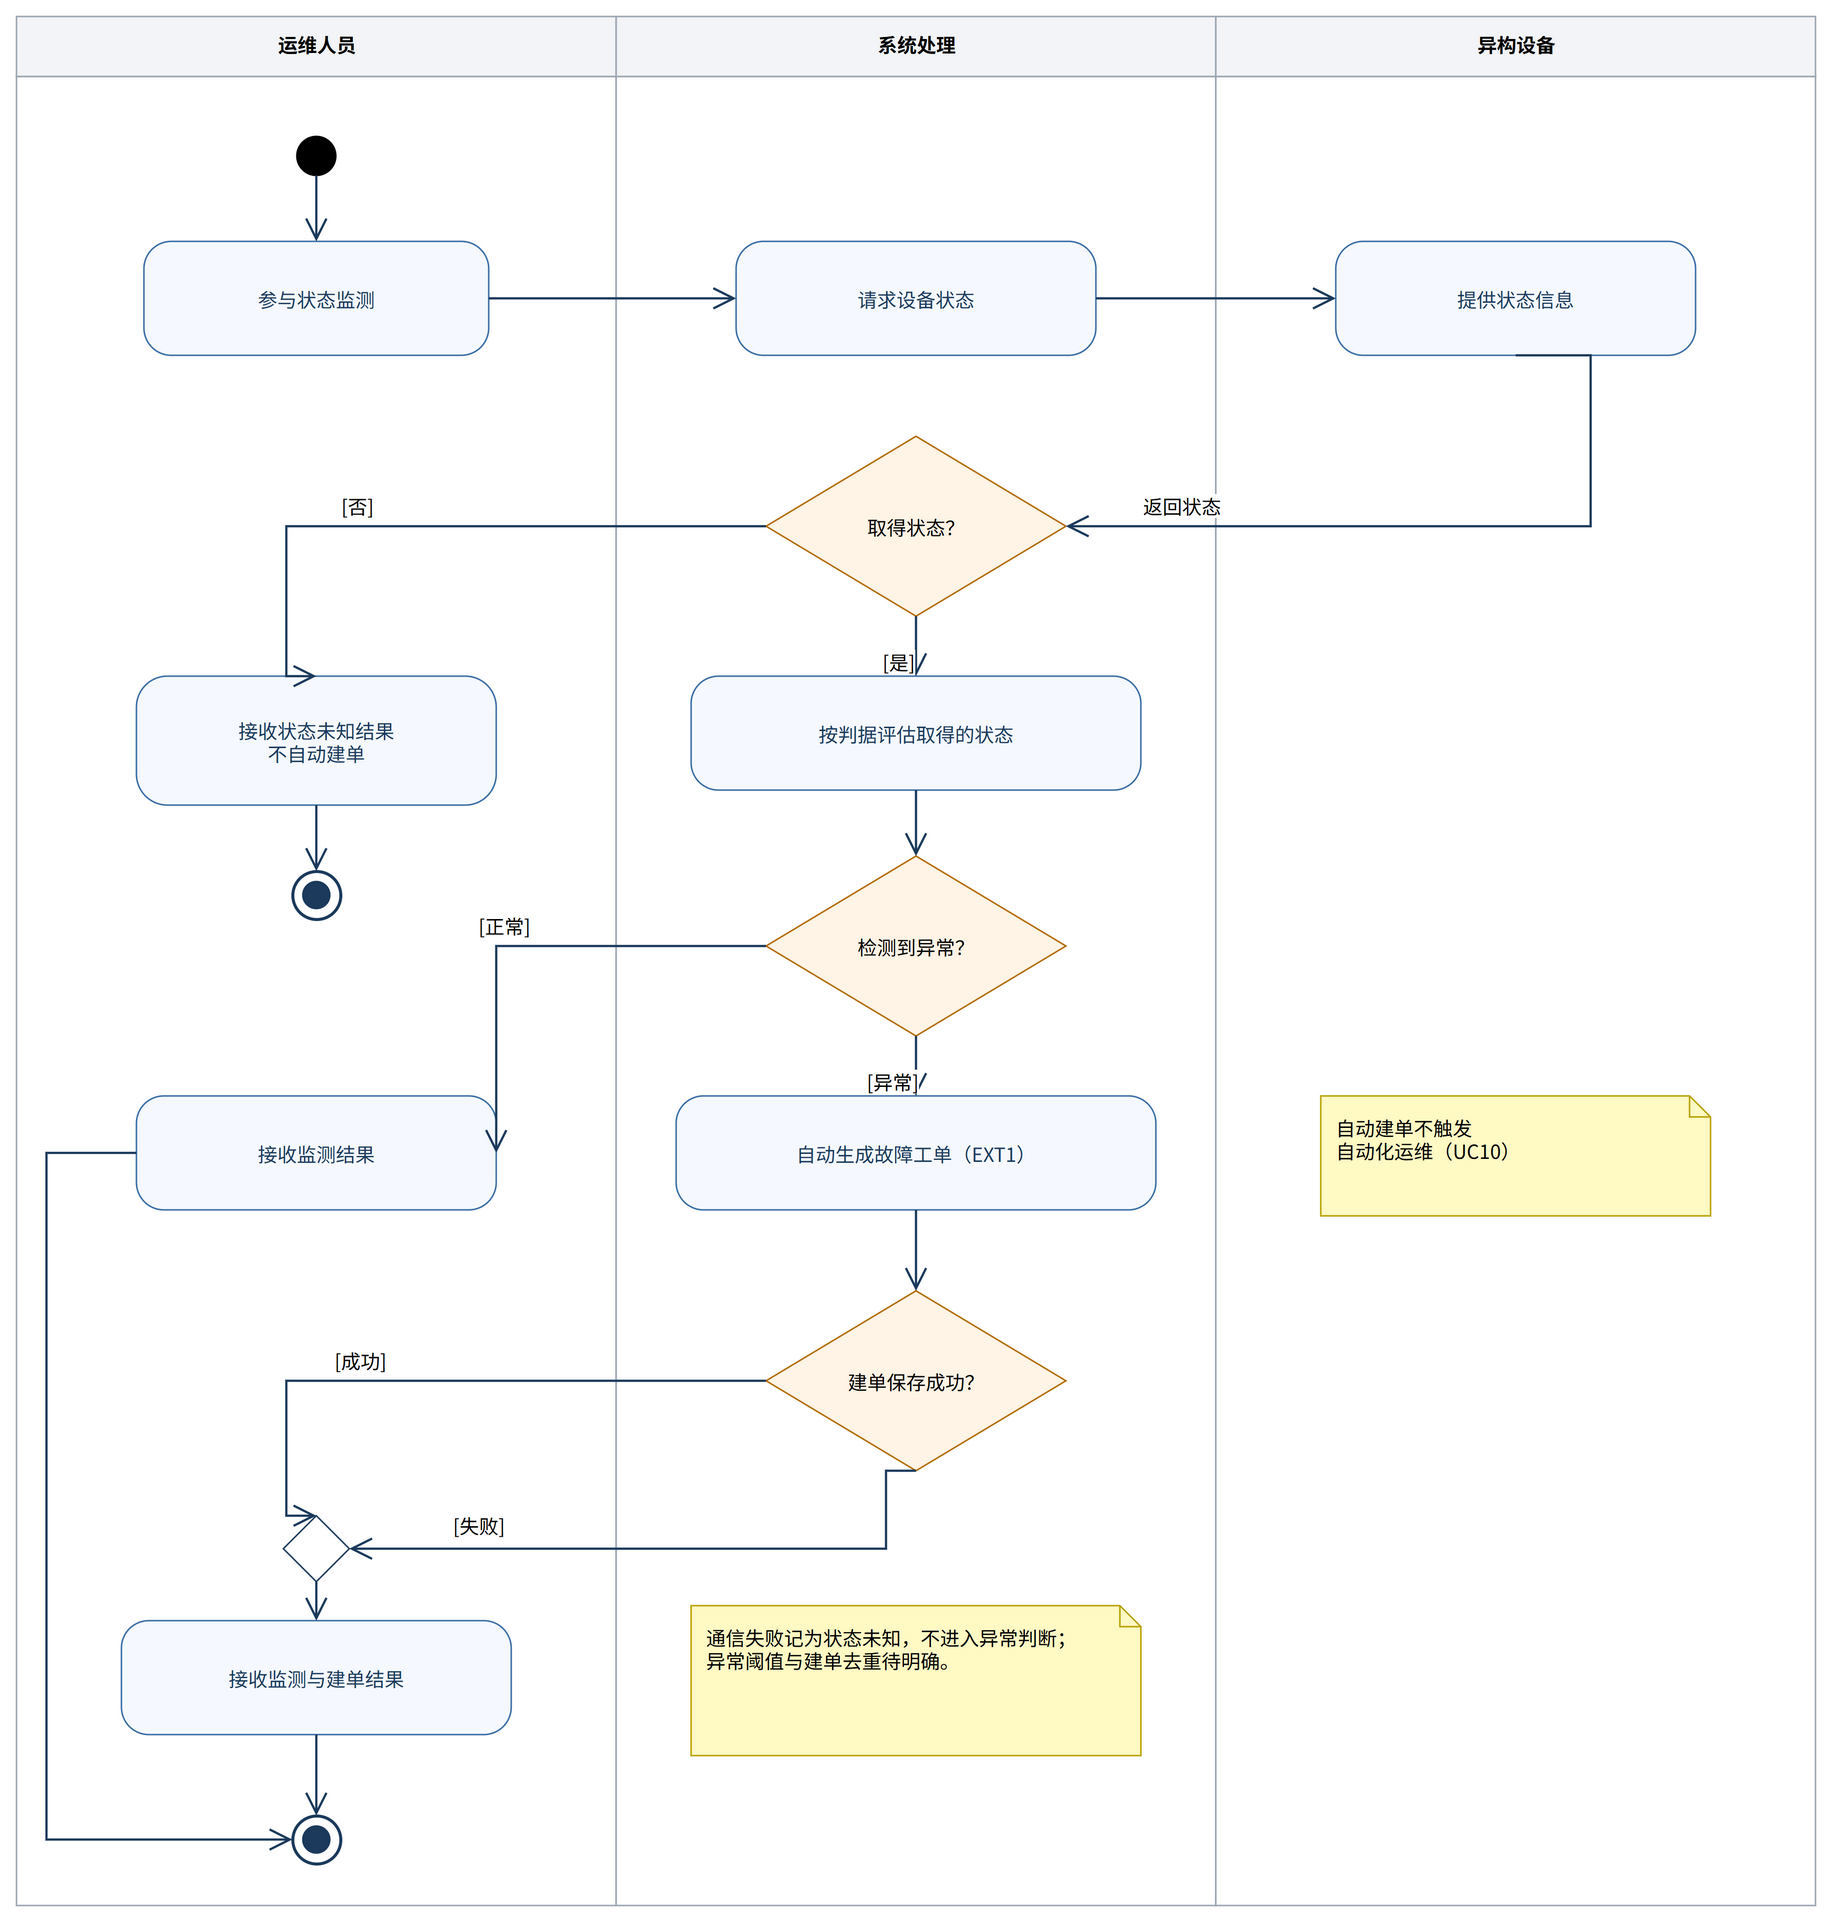 运维人员
系统处理
异构设备
参与状态监测
请求设备状态
提供状态信息
[否]
取得状态？
返回状态
[是]
接收状态未知结果
不自动建单
按判据评估取得的状态
[正常]
检测到异常？
[异常]
接收监测结果
自动生成故障工单（EXT1）
自动建单不触发
自动化运维（UC10）
[成功]
建单保存成功？
[失败]
接收监测与建单结果
通信失败记为状态未知，不进入异常判断；
异常阈值与建单去重待明确。